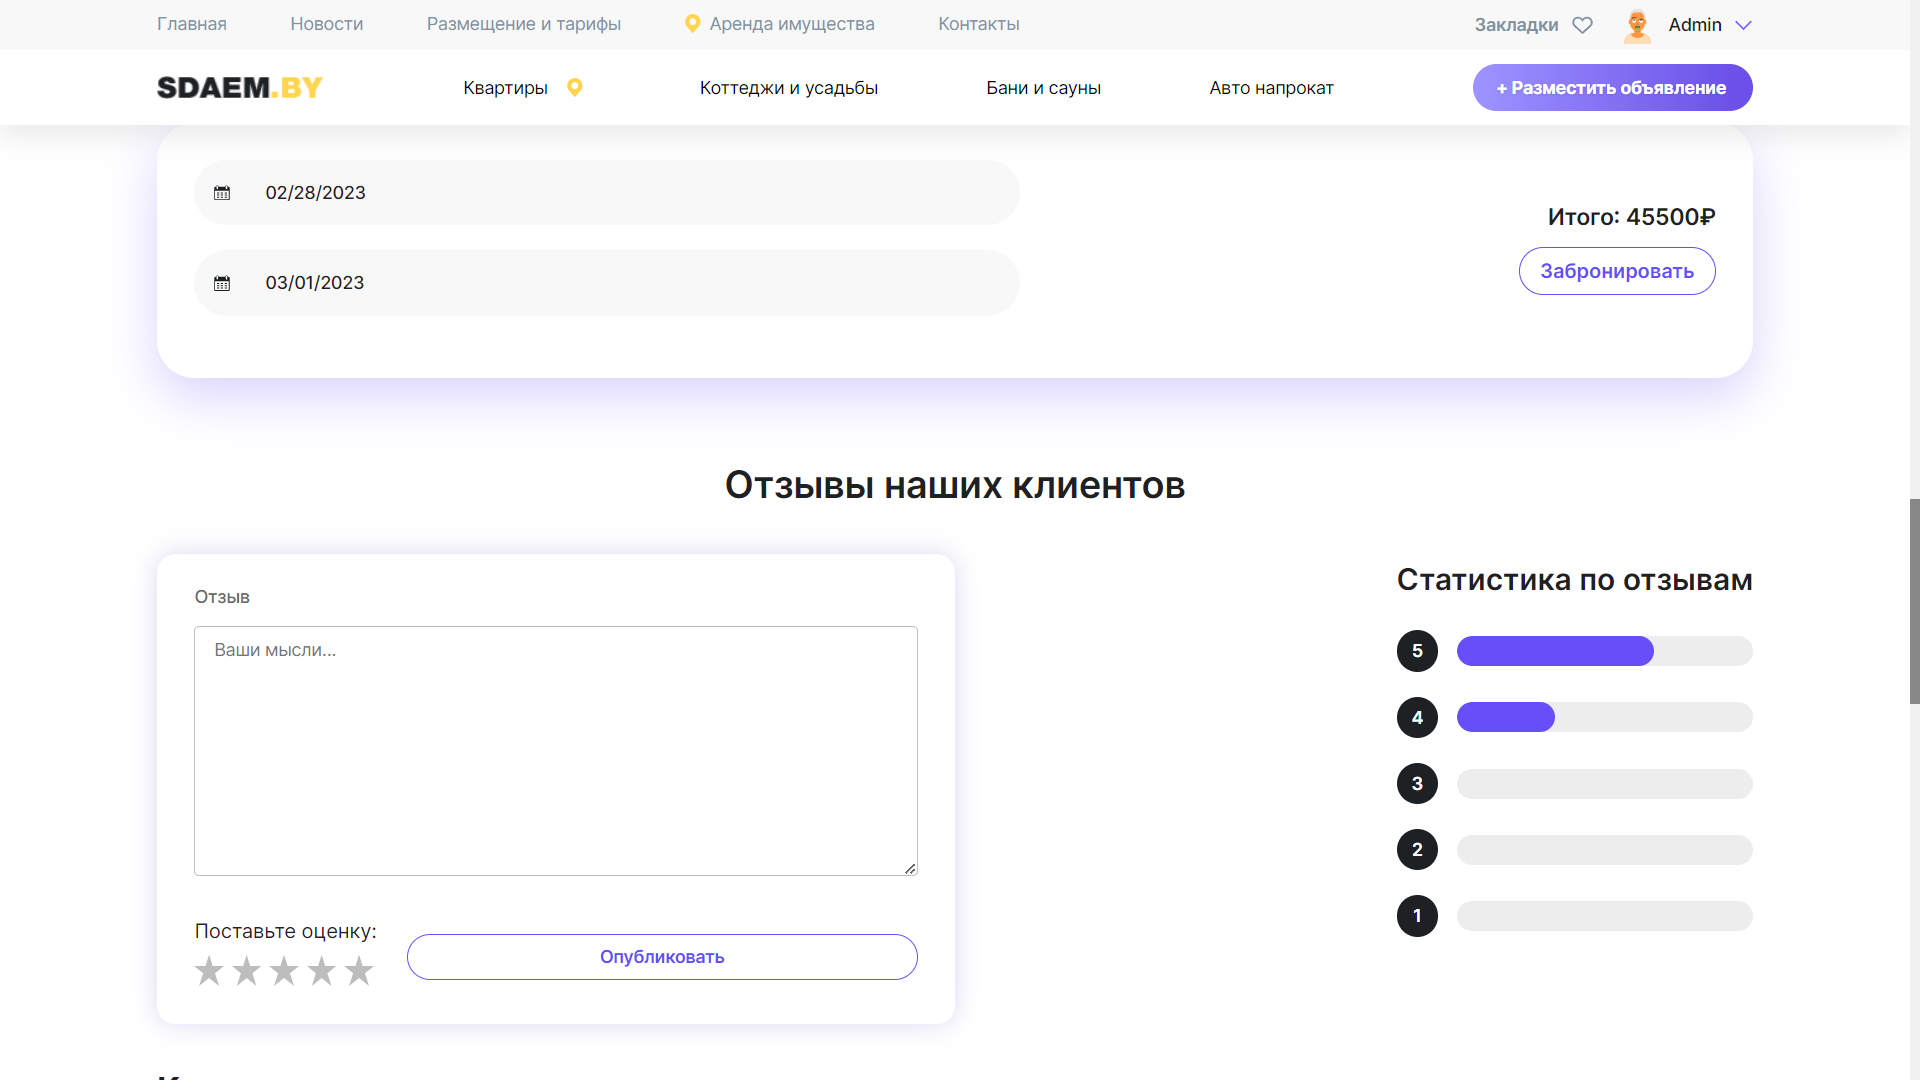 Главная Новости Размещение и тарифы Аренда имущества Контакты Закладки Admin
SDAEM.BY Квартиры Коттеджи и усадьбы Бани и сауны Авто напрокат + Разместить объявление
02/28/2023
Итого: 45500₽
03/01/2023
Забронировать
Отзывы наших клиентов
Отзыв
Ваши мысли...
Поставьте оценку:
Опубликовать
Статистика по отзывам
5
4
3
2
1